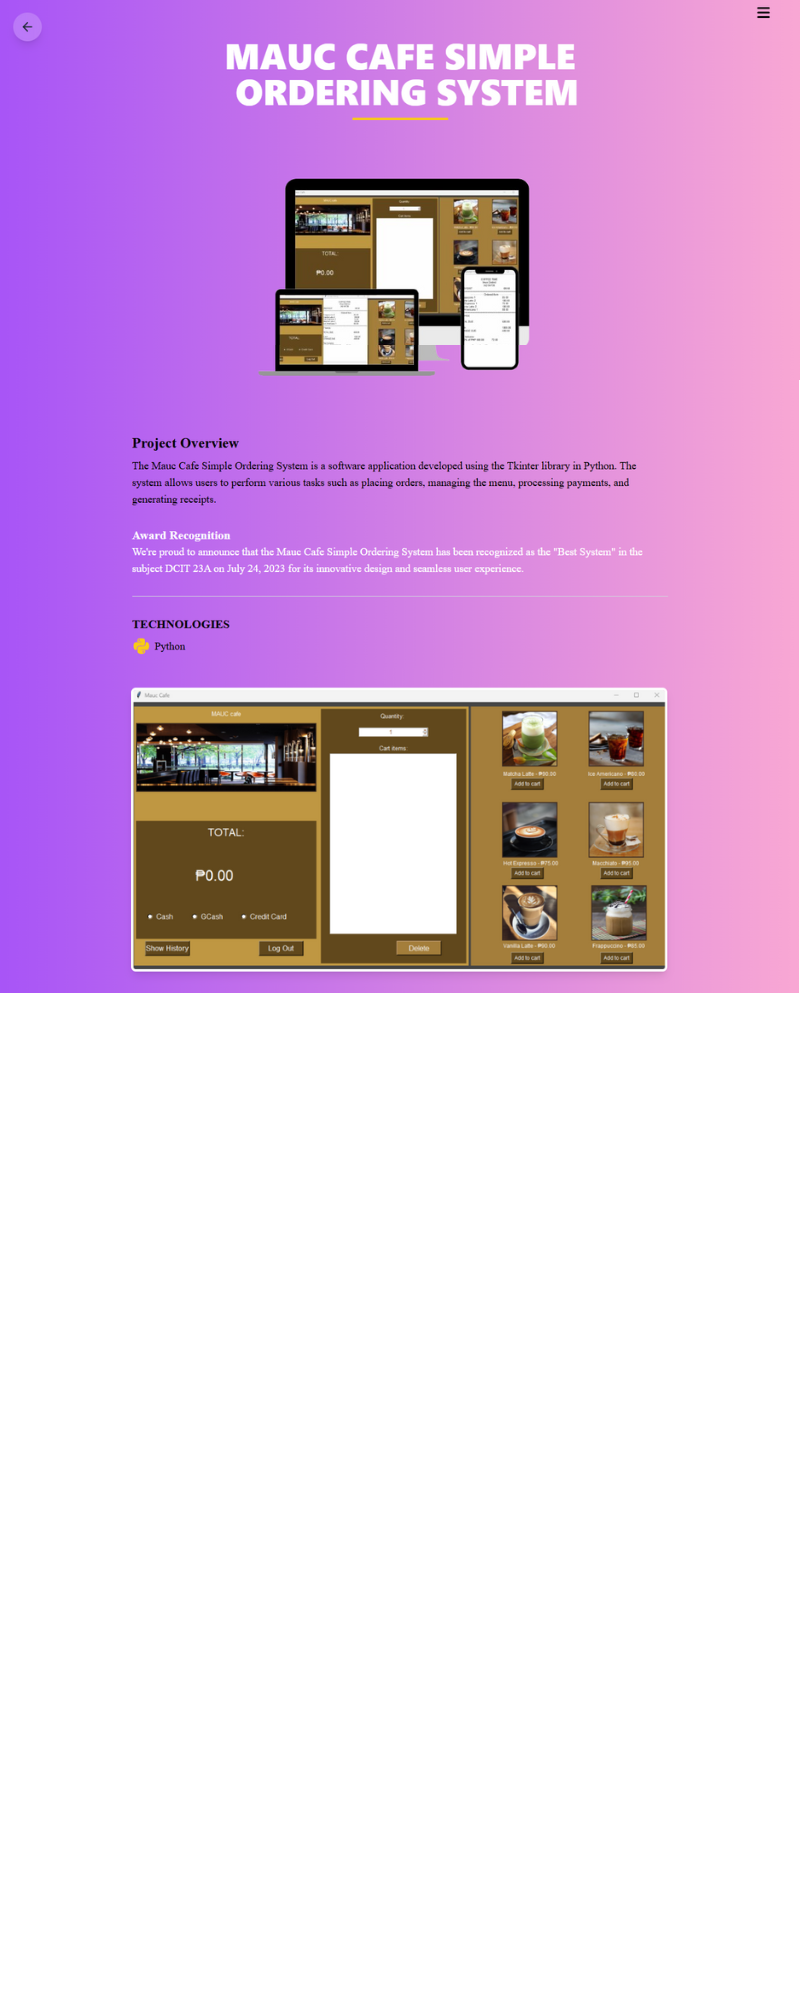 MAUC CAFE SIMPLE
ORDERING SYSTEM
TOTAL:
₱0.00
Project Overview
The Mauc Cafe Simple Ordering System is a software application developed using the Tkinter library in Python. The
system allows users to perform various tasks such as placing orders, managing the menu, processing payments, and
generating receipts.
Award Recognition
We're proud to announce that the Mauc Cafe Simple Ordering System has been recognized as the "Best System" in the
subject DCIT 23A on July 24, 2023 for its innovative design and seamless user experience.
TECHNOLOGIES
Python
Mauc Cafe
MAUC cafe
TOTAL:
₱0.00
Cash GCash Credit Card
Show History Log Out
Quantity:
1
Cart items:
Delete
Matcha Latte - ₱90.00 Ice Americano - ₱80.00
Add to cart Add to cart
Hot Espresso - ₱75.00 Macchiato - ₱95.00
Add to cart Add to cart
Vanilla Latte - ₱80.00 Frappuccino - ₱85.00
Add to cart Add to cart